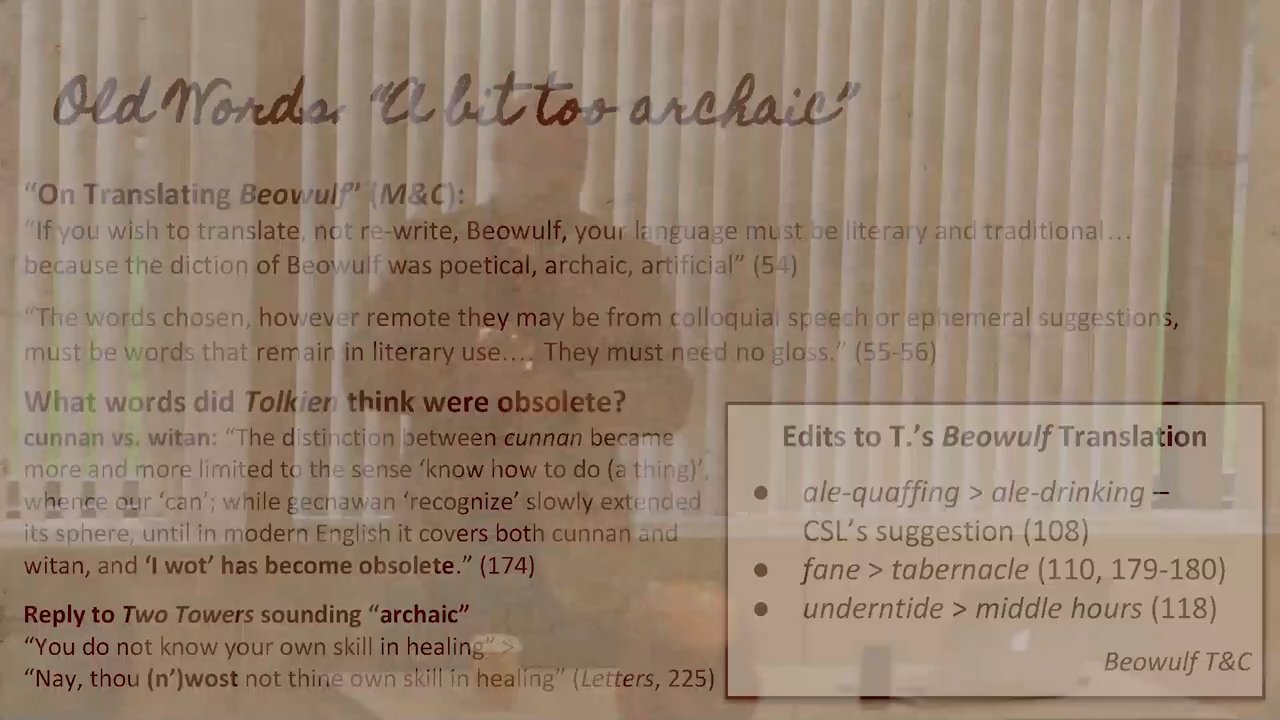 Old Words: “A bit too archaic”
“On Translating Beowulf” (M&C):
“If you wish to translate, not re-write, Beowulf, your language must be literary and traditional…
because the diction of Beowulf was poetical, archaic, artificial” (54)
“The words chosen, however remote they may be from colloquial speech or ephemeral suggestions,
must be words that remain in literary use…. They must need no gloss.” (55-56)
What words did Tolkien think were obsolete?
cunnan vs. witan: “The distinction between cunnan became
more and more limited to the sense ‘know how to do (a thing)’,
whence our ‘can’; while gecnawan ‘recognize’ slowly extended
its sphere, until in modern English it covers both cunnan and
witan, and ‘I wot’ has become obsolete.” (174)
Reply to Two Towers sounding “archaic”
“You do not know your own skill in healing” >
“Nay, thou (n’)wost not thine own skill in healing” (Letters, 225)
Edits to T.’s Beowulf Translation
● ale-quaffing > ale-drinking –
CSL’s suggestion (108)
● fane > tabernacle (110, 179-180)
● underntide > middle hours (118)
Beowulf T&C